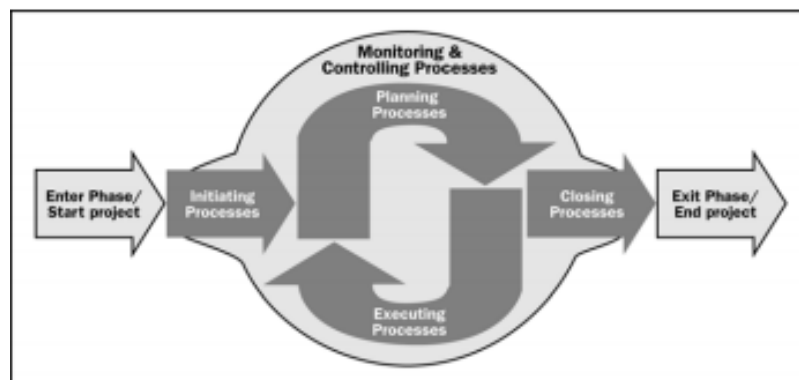 Monitoring &
Controlling Processes
Planning
Processes
Enter Phase/
Start project
Initiating
Processes
Closing
Processes
Exit Phase/
End project
Executing
Processes